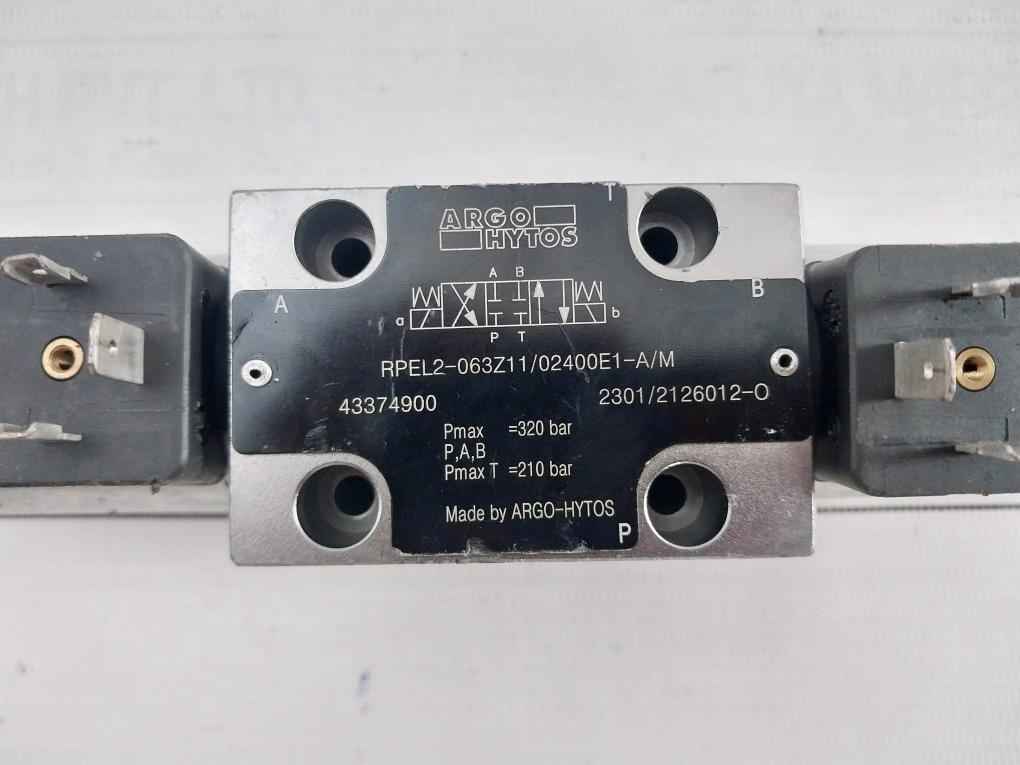 T
ARGO
HYTOS
A B
A B
a b
P T
RPEL2-063Z11/02400E1-A/M
43374900 2301/2126012-O
Pmax =320 bar
P,A,B
Pmax T =210 bar
Made by ARGO-HYTOS
P